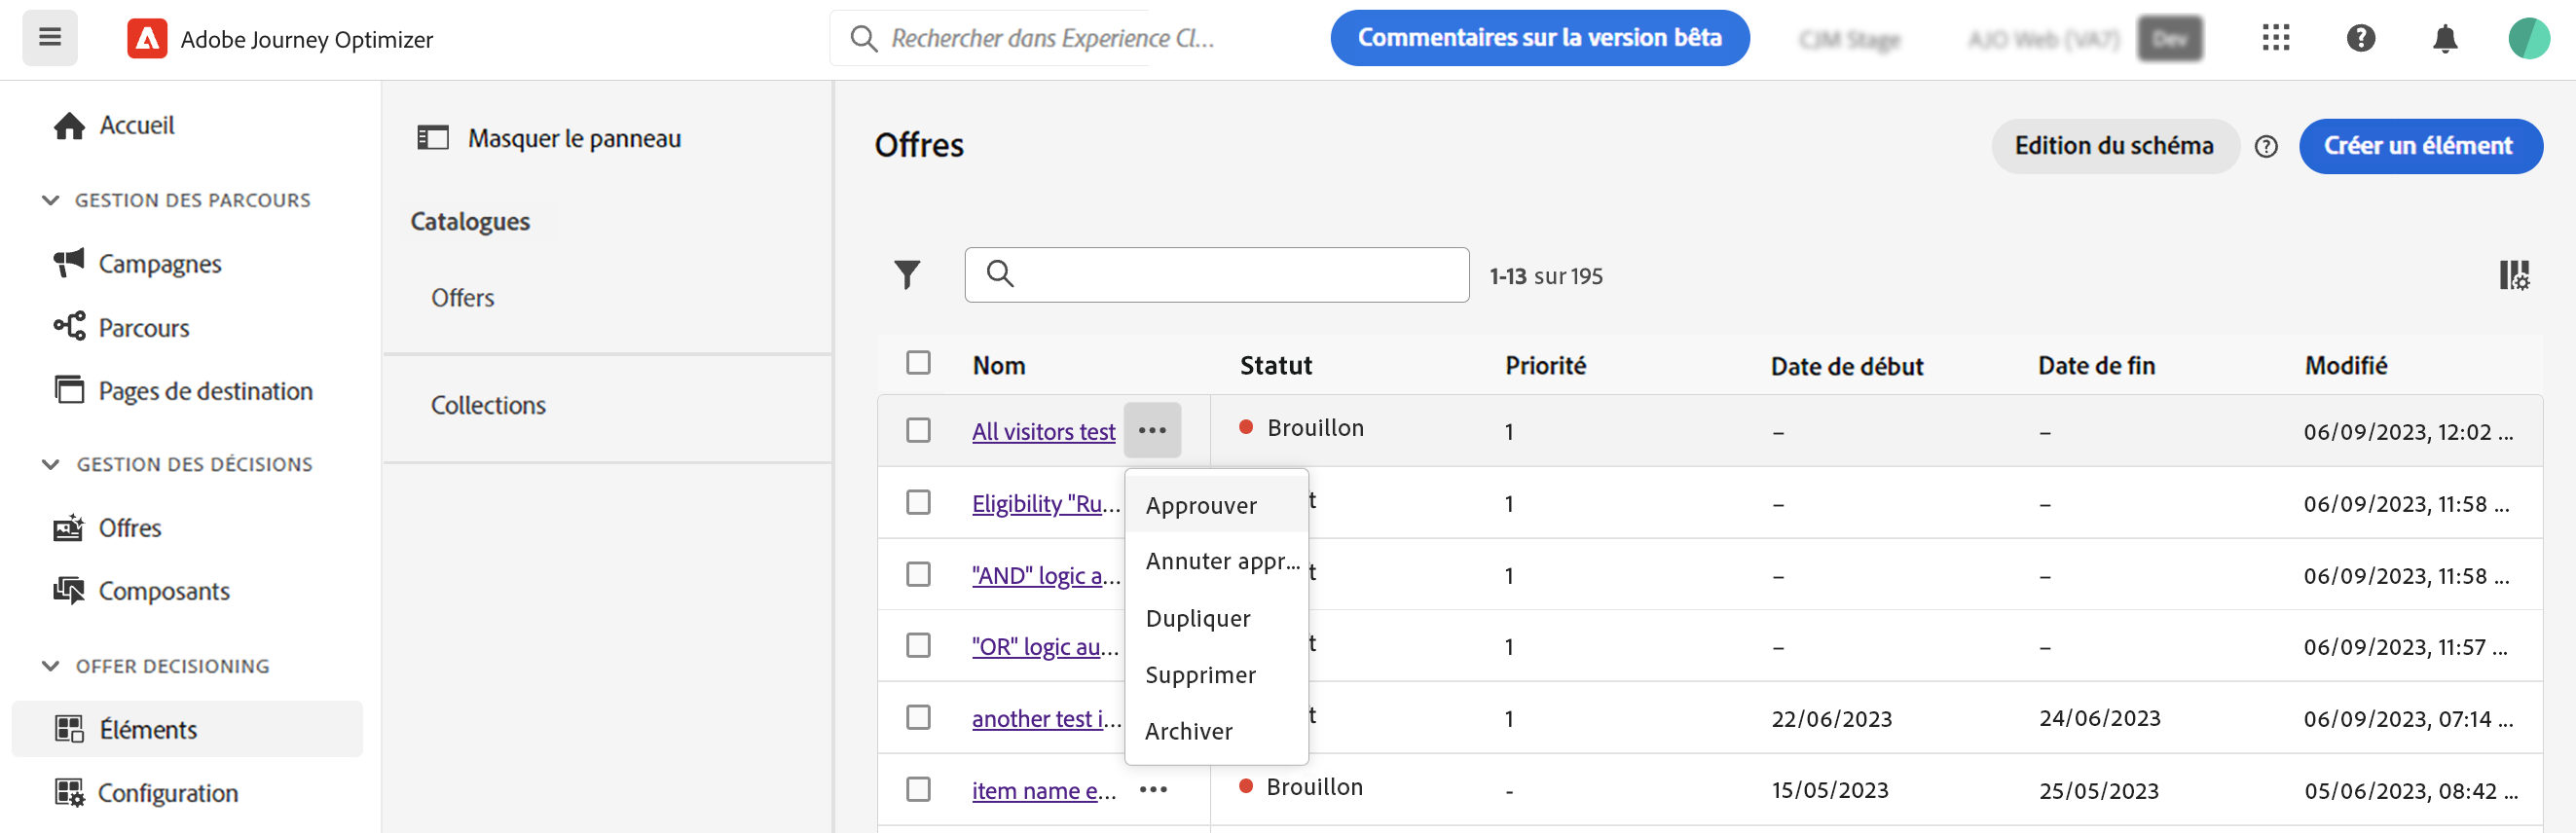 Adobe Journey Optimizer
Rechercher dans Experience Cl...
Commentaires sur la version bêta
CJM Stage
AJO Web (VA7)
Dev
Accueil
GESTION DES PARCOURS
Campagnes
Parcours
Pages de destination
GESTION DES DÉCISIONS
Offres
Composants
OFFER DECISIONING
Éléments
Configuration
Masquer le panneau
Catalogues
Offers
Collections
Offres
Edition du schéma
Créer un élément
1-13 sur 195
Nom Statut Priorité Date de début Date de fin Modifié
All visitors test ... Brouillon 1 – – 06/09/2023, 12:02 ...
Eligibility "Ru... t 1 – – 06/09/2023, 11:58 ...
"AND" logic a... t 1 – – 06/09/2023, 11:58 ...
"OR" logic au... t 1 – – 06/09/2023, 11:57 ...
another test i... t 1 22/06/2023 24/06/2023 06/09/2023, 07:14 ...
item name e... ... Brouillon - 15/05/2023 25/05/2023 05/06/2023, 08:42 ...
Approuver
Annuter appr...
Dupliquer
Supprimer
Archiver